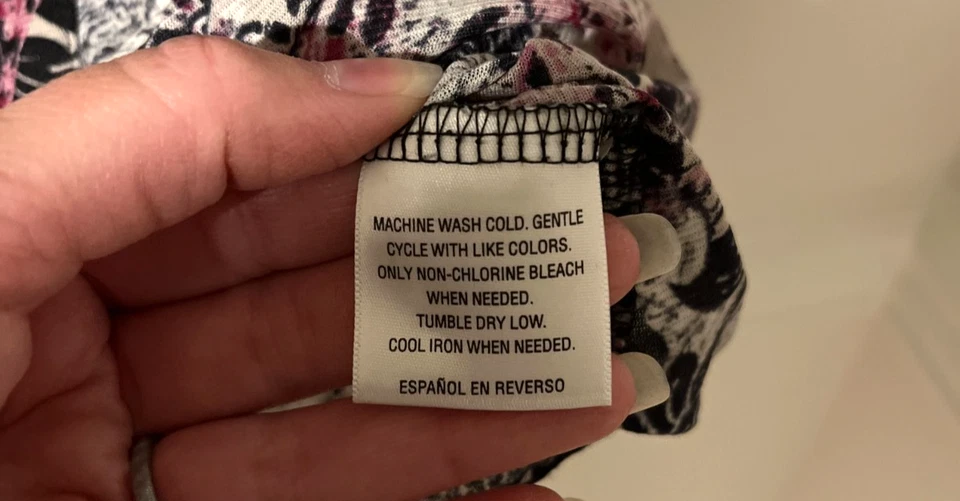 MACHINE WASH COLD. GENTLE
CYCLE WITH LIKE COLORS.
ONLY NON-CHLORINE BLEACH
WHEN NEEDED.
TUMBLE DRY LOW.
COOL IRON WHEN NEEDED.
ESPAÑOL EN REVERSO